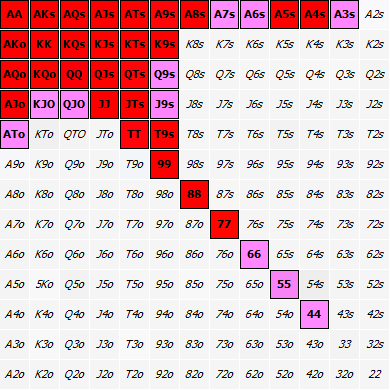 AA AKs AQs AJs ATs A9s A8s A7s A6s A5s A4s A3s A2s
AKo KK KQs KJs KTs K9s K8s K7s K6s K5s K4s K3s K2s
AQo KQo QQ QJs QTs Q9s Q8s Q7s Q6s Q5s Q4s Q3s Q2s
AJo KJO QJO JJ JTs J9s J8s J7s J6s J5s J4s J3s J2s
ATo KTo QTO JTo TT T9s T8s T7s T6s T5s T4s T3s T2s
A9o K9o Q9o J9o T9o 99 98s 97s 96s 95s 94s 93s 92s
A8o K8o Q8o J8o T8o 98o 88 87s 86s 85s 84s 83s 82s
A7o K7o Q7o J7o T7o 97o 87o 77 76s 75s 74s 73s 72s
A6o K6o Q6o J6o T6o 96o 86o 76o 66 65s 64s 63s 62s
A5o 5Ko Q5o J5o T5o 95o 85o 75o 65o 55 54s 53s 52s
A4o K4o Q4o J4o T4o 94o 84o 74o 64o 54o 44 43s 42s
A3o K3o Q3o J3o T3o 93o 83o 73o 63o 53o 43o 33 32s
A2o K2o Q2o J2o T2o 92o 82o 72o 62o 52o 42o 32o 22